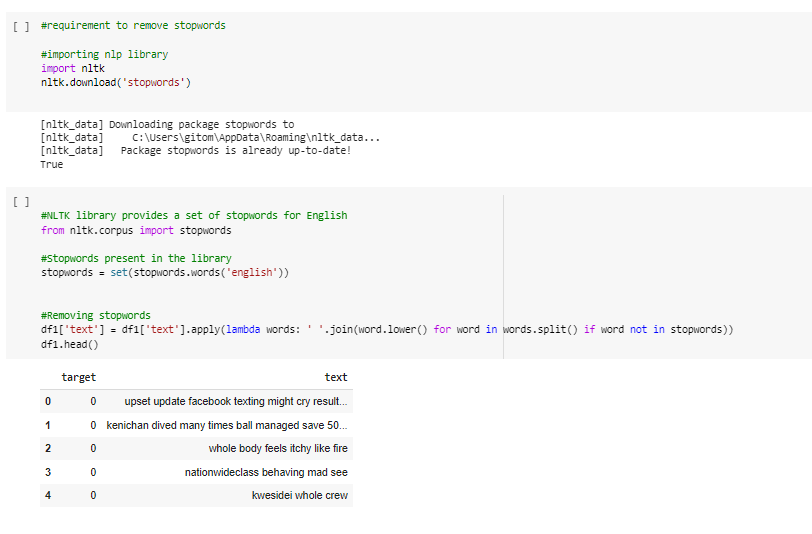 [ ] #requirement to remove stopwords
#importing nlp library
import nltk
nltk.download('stopwords')
[nltk_data] Downloading package stopwords to
[nltk_data]     C:\Users\gitom\AppData\Roaming\nltk_data...
[nltk_data]   Package stopwords is already up-to-date!
True
[ ]
#NLTK library provides a set of stopwords for English
from nltk.corpus import stopwords
#Stopwords present in the library
stopwords = set(stopwords.words('english'))
#Removing stopwords
df1['text'] = df1['text'].apply(lambda words: ' '.join(word.lower() for word in words.split() if word not in stopwords))
df1.head()
target text
0 0 upset update facebook texting might cry result...
1 0 kenichan dived many times ball managed save 50...
2 0 whole body feels itchy like fire
3 0 nationwideclass behaving mad see
4 0 kwesidei whole crew